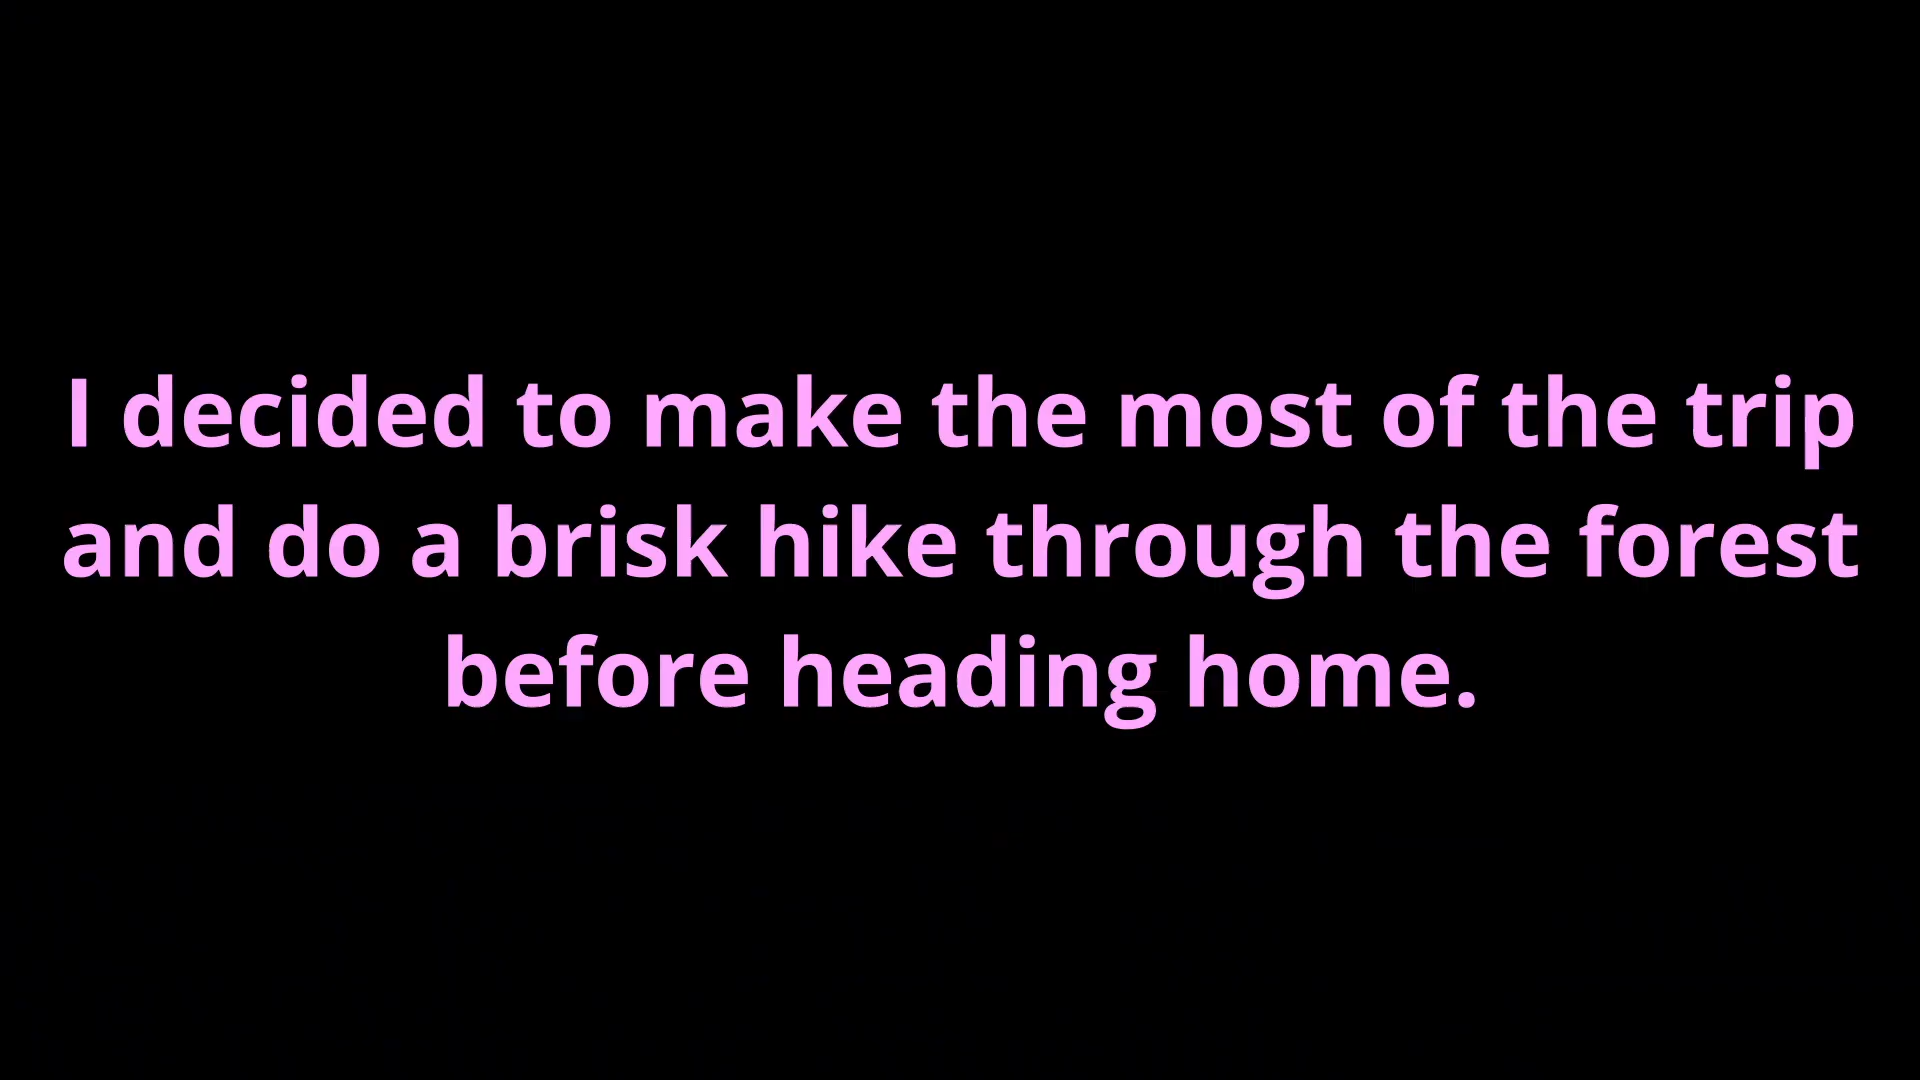 I decided to make the most of the trip
and do a brisk hike through the forest
before heading home.